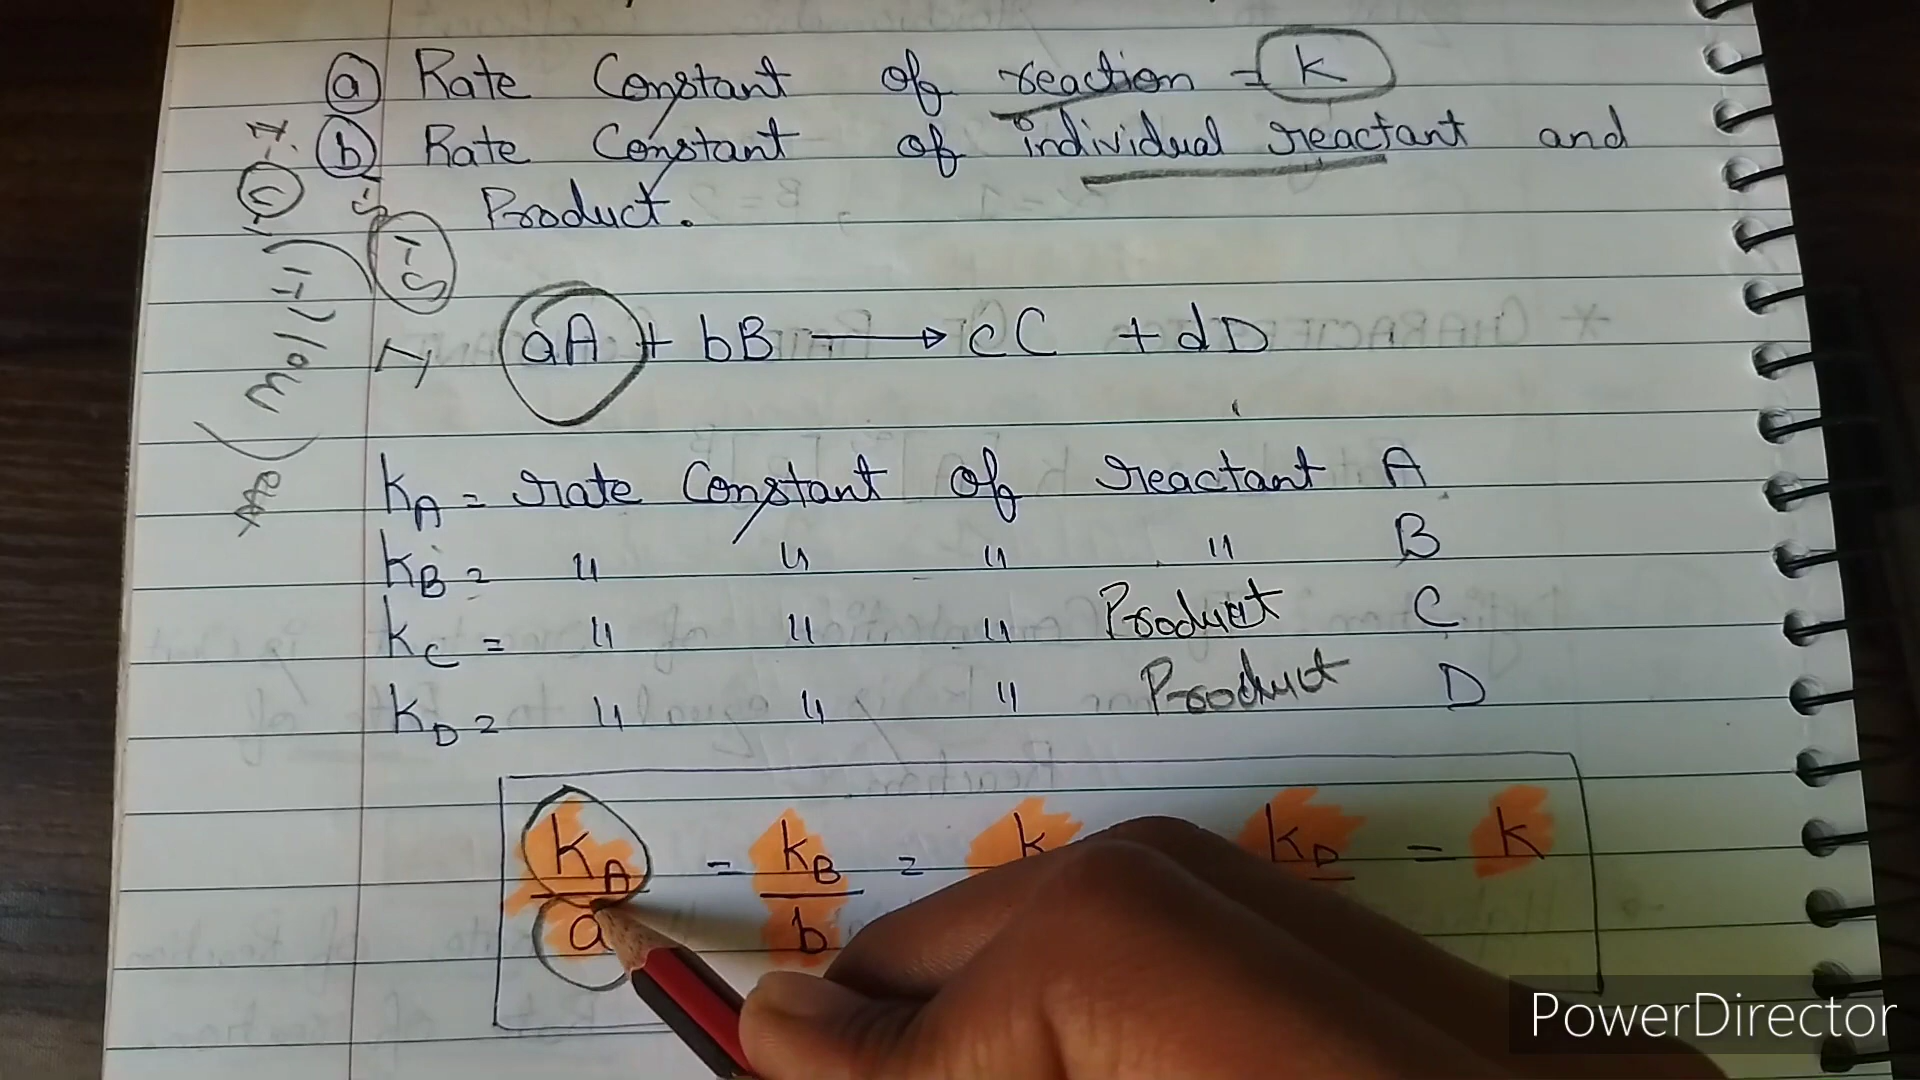 (a) Rate Constant of reaction = k
(b) Rate Constant of individual reactant and
Product.
aA + bB → cC + dD
kA = rate Constant of reactant A
kB = " " " " B
kC = " " " Product C
kD = " " " Product D
kA = kB = k kD = k
a b
PowerDirector